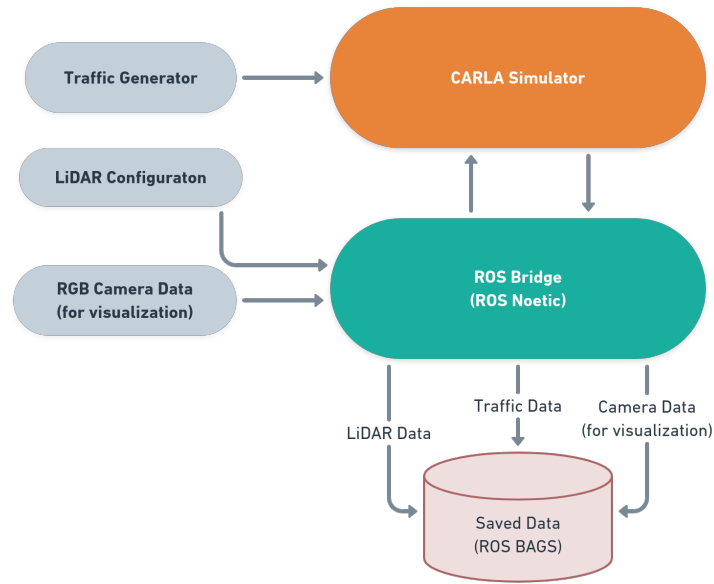 Traffic Generator
CARLA Simulator
LiDAR Configuraton
RGB Camera Data
(for visualization)
ROS Bridge
(ROS Noetic)
LiDAR Data
Traffic Data
Camera Data
(for visualization)
Saved Data
(ROS BAGS)